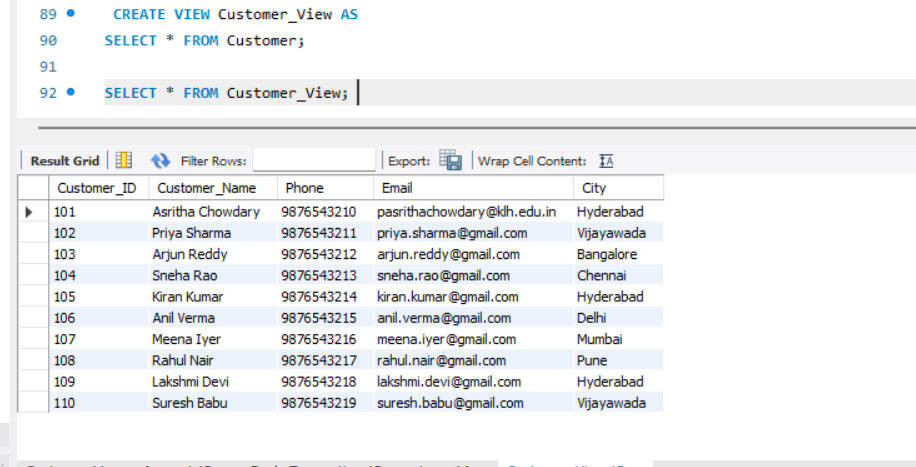 89 CREATE VIEW Customer_View AS
90 SELECT * FROM Customer;
91
92 SELECT * FROM Customer_View;
Result Grid Filter Rows: Export: Wrap Cell Content: IA
Customer_ID Customer_Name Phone Email City
101 Asritha Chowdary 9876543210 pasrithachowdary@klh.edu.in Hyderabad
102 Priya Sharma 9876543211 priya.sharma@gmail.com Vijayawada
103 Arjun Reddy 9876543212 arjun.reddy@gmail.com Bangalore
104 Sneha Rao 9876543213 sneha.rao@gmail.com Chennai
105 Kiran Kumar 9876543214 kiran.kumar@gmail.com Hyderabad
106 Anil Verma 9876543215 anil.verma@gmail.com Delhi
107 Meena Iyer 9876543216 meena.iyer@gmail.com Mumbai
108 Rahul Nair 9876543217 rahul.nair@gmail.com Pune
109 Lakshmi Devi 9876543218 lakshmi.devi@gmail.com Hyderabad
110 Suresh Babu 9876543219 suresh.babu@gmail.com Vijayawada